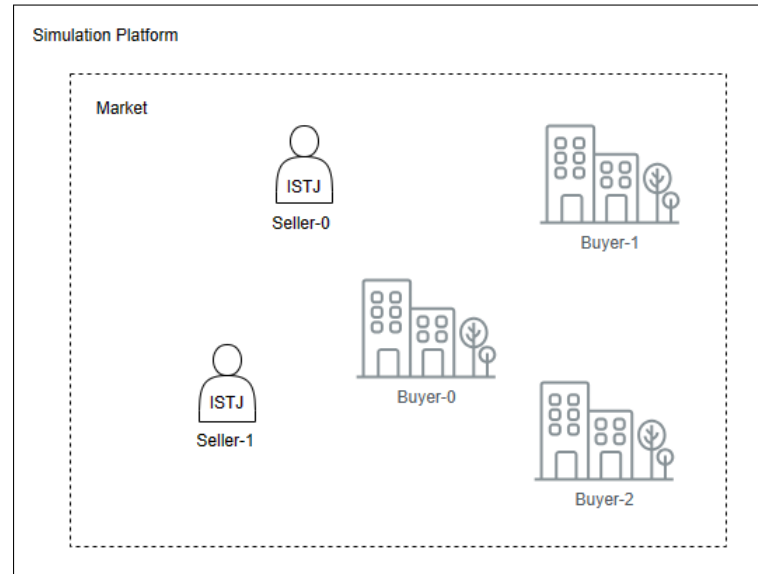 Simulation Platform
Market
ISTJ
Seller-0
Buyer-1
Buyer-0
ISTJ
Seller-1
Buyer-2